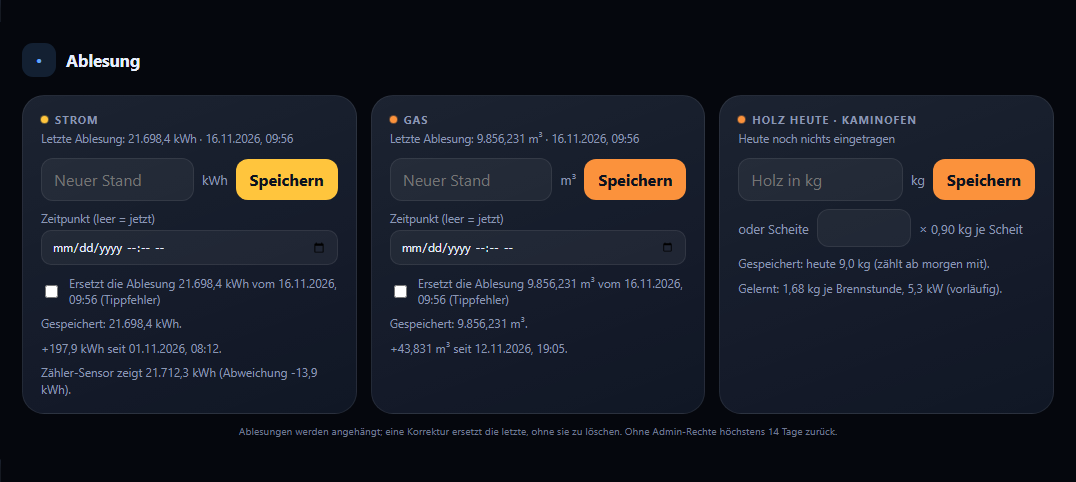 Ablesung
STROM
Letzte Ablesung: 21.698,4 kWh · 16.11.2026, 09:56
Neuer Stand kWh Speichern
Zeitpunkt (leer = jetzt)
mm/dd/yyyy --:-- --
Ersetzt die Ablesung 21.698,4 kWh vom 16.11.2026,
09:56 (Tippfehler)
Gespeichert: 21.698,4 kWh.
+197,9 kWh seit 01.11.2026, 08:12.
Zähler-Sensor zeigt 21.712,3 kWh (Abweichung -13,9
kWh).
GAS
Letzte Ablesung: 9.856,231 m³ · 16.11.2026, 09:56
Neuer Stand m³ Speichern
Zeitpunkt (leer = jetzt)
mm/dd/yyyy --:-- --
Ersetzt die Ablesung 9.856,231 m³ vom 16.11.2026,
09:56 (Tippfehler)
Gespeichert: 9.856,231 m³.
+43,831 m³ seit 12.11.2026, 19:05.
HOLZ HEUTE · KAMINOFEN
Heute noch nichts eingetragen
Holz in kg kg Speichern
oder Scheite × 0,90 kg je Scheit
Gespeichert: heute 9,0 kg (zählt ab morgen mit).
Gelernt: 1,68 kg je Brennstunde, 5,3 kW (vorläufig).
Ablesungen werden angehängt; eine Korrektur ersetzt die letzte, ohne sie zu löschen. Ohne Admin-Rechte höchstens 14 Tage zurück.